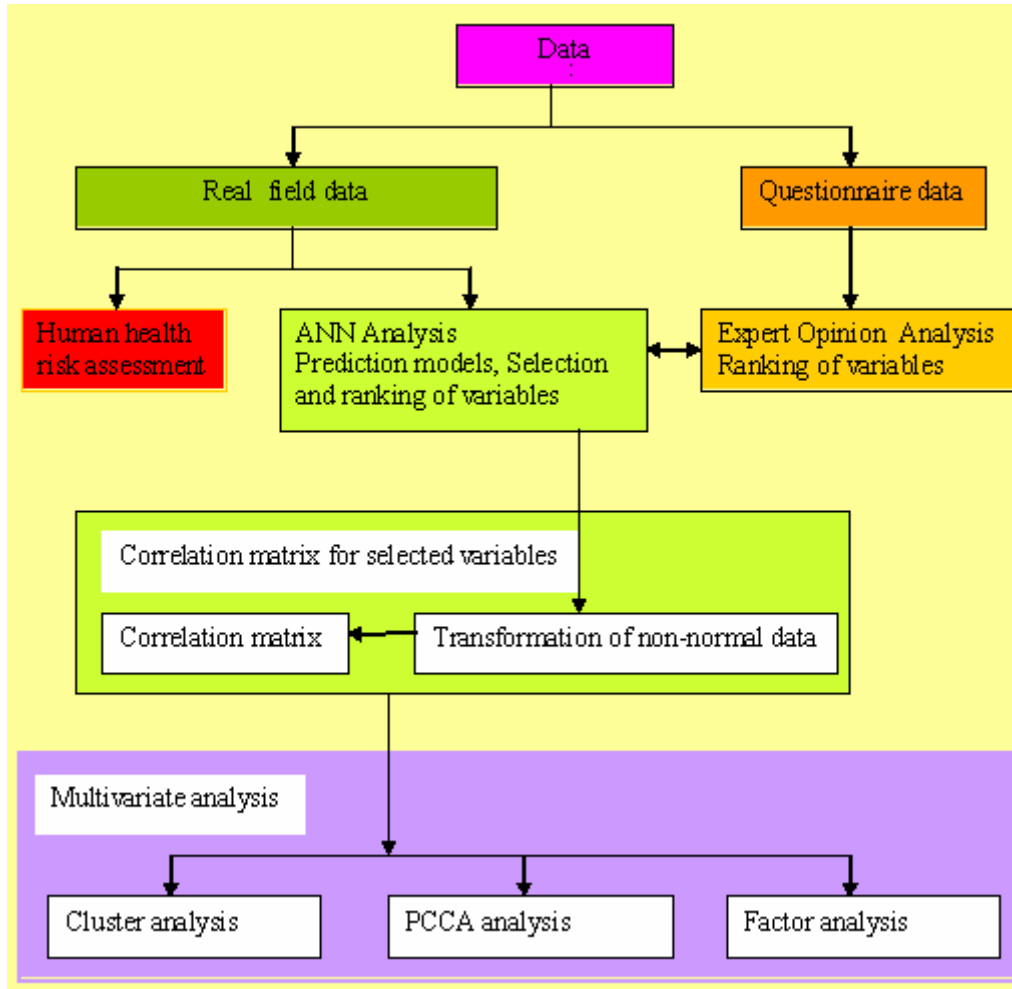 Data
:
Real field data
Questionnaire data
Human health
risk assessment
ANN Analysis
Prediction models, Selection
and ranking of variables
Expert Opinion Analysis
Ranking of variables
Correlation matrix for selected variables
Correlation matrix
Transformation of non-normal data
Multivariate analysis
Cluster analysis
PCCA analysis
Factor analysis